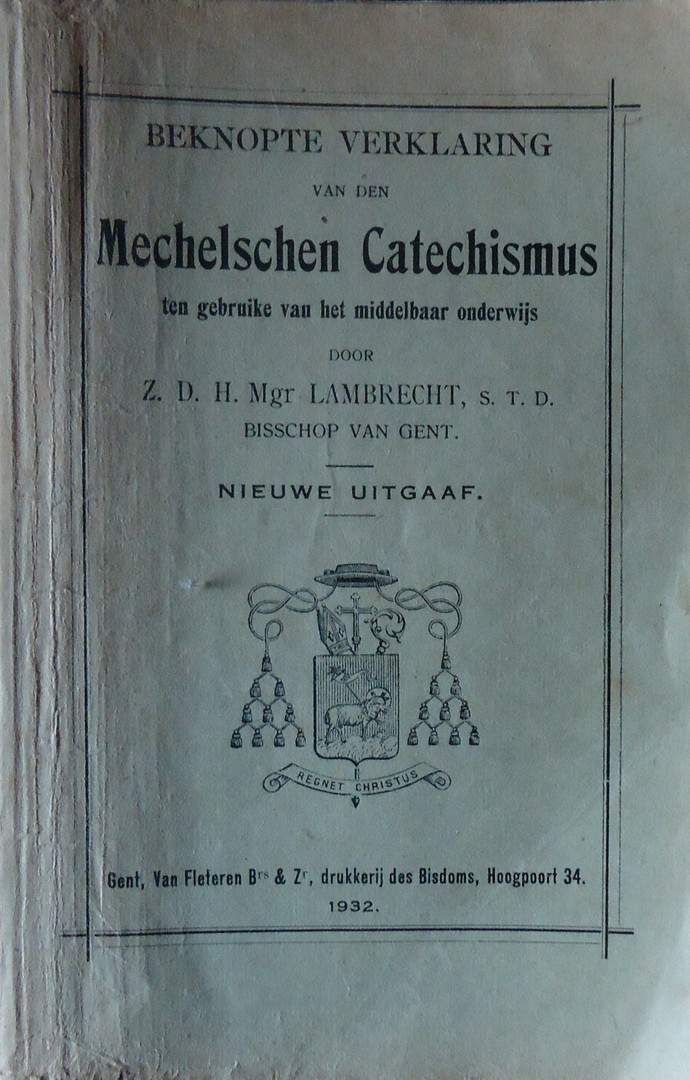 BEKNOPTE VERKLARING
VAN DEN
Mechelschen Catechismus
ten gebruike van het middelbaar onderwijs
DOOR
Z. D. H. Mgr LAMBRECHT, S. T. D.
BISSCHOP VAN GENT.
NIEUWE UITGAAF.
REGNET CHRISTUS
Gent, Van Fleteren Brs & Zr, drukkerij des Bisdoms, Hoogpoort 34.
1932.